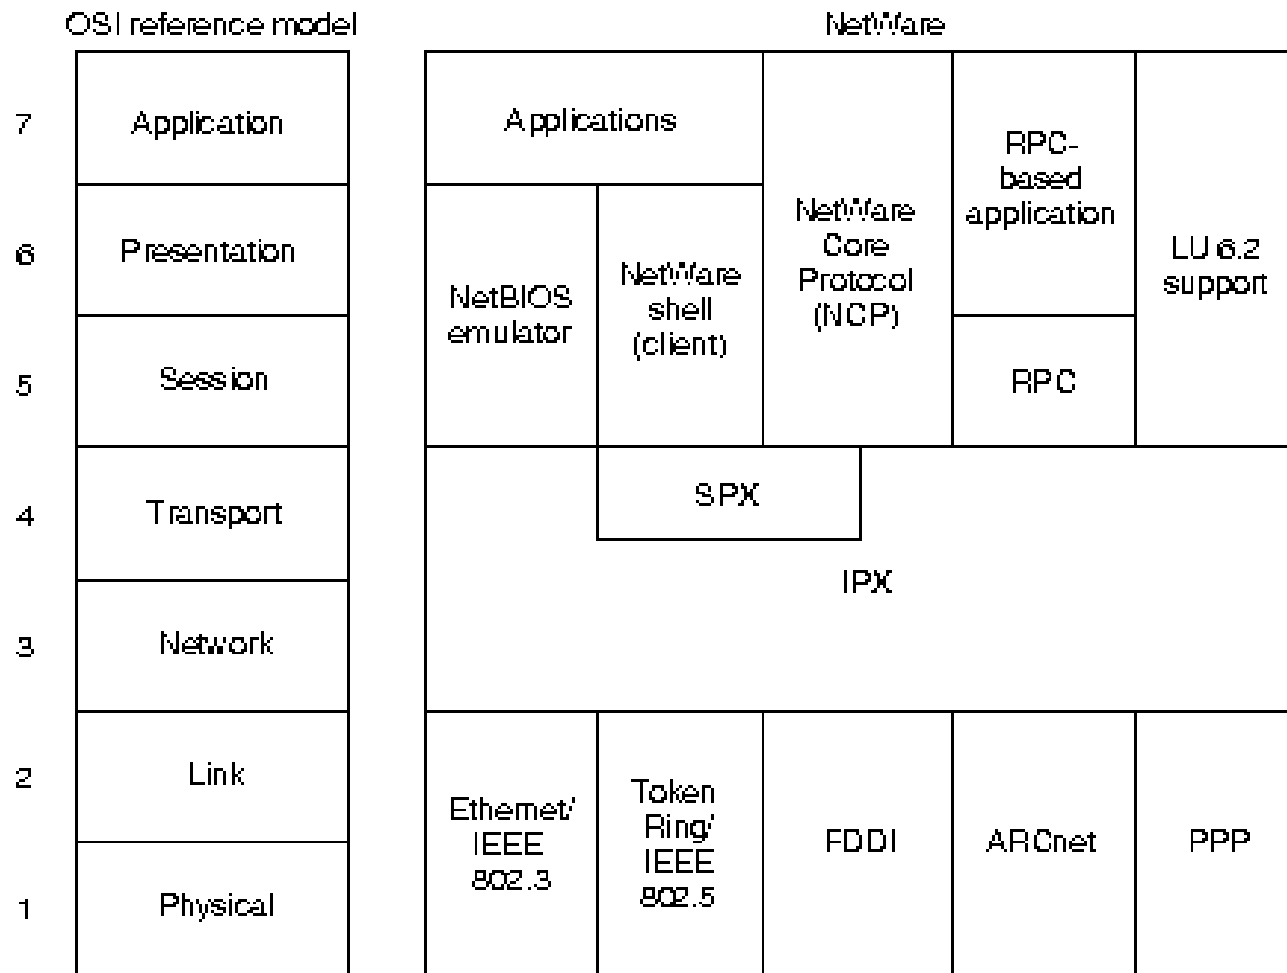 OSI reference model
NetWare
7
Application
Applications
NetWare
Core
Protocol
(NCP)
RPC-
based
application
LU 6.2
support
6
Presentation
NetBIOS
emulator
NetWare
shell
(client)
5
Session
RPC
4
Transport
SPX
IPX
3
Network
2
Link
Ethernet/
IEEE
802.3
Token
Ring/
IEEE
802.5
FDDI
ARCnet
PPP
1
Physical